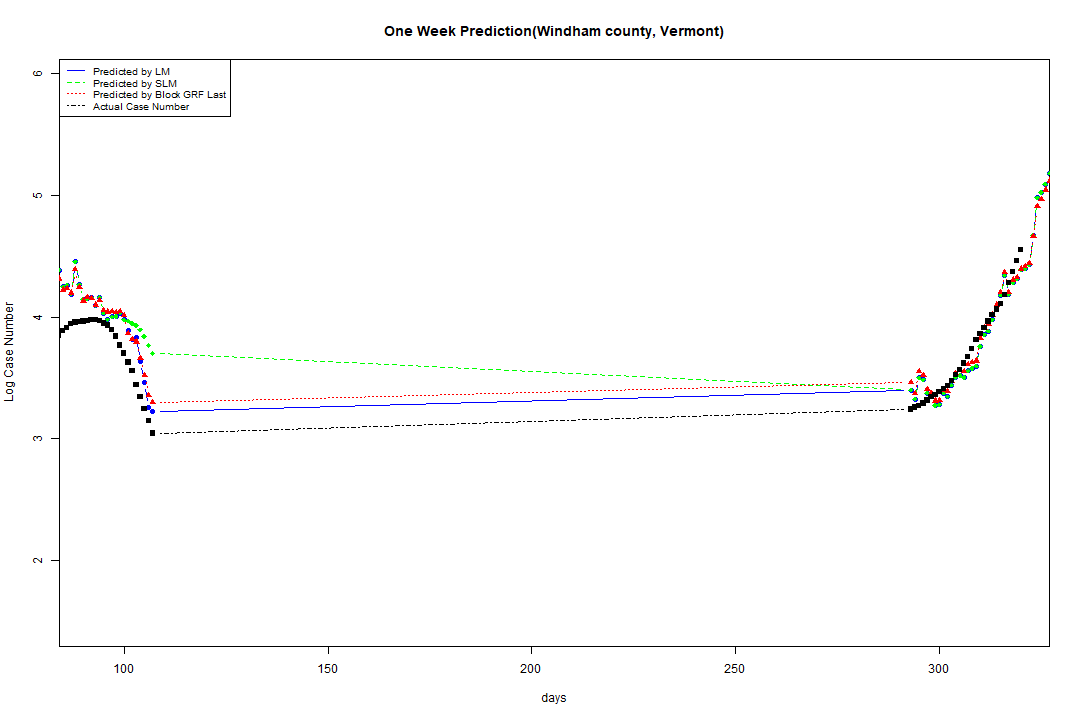 One Week Prediction(Windham county, Vermont)
Predicted by LM
Predicted by SLM
Predicted by Block GRF Last
Actual Case Number
6
5
4
3
2
Log Case Number
100 150 200 250 300
days